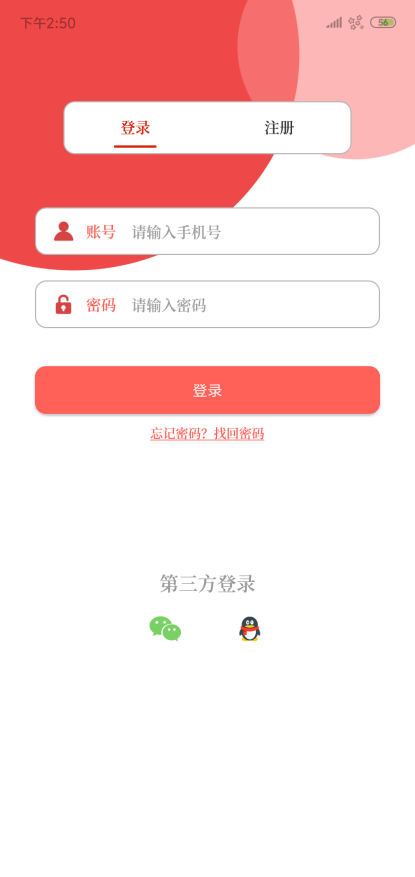 下午2:50
56
登录 注册
账号 请输入手机号
密码 请输入密码
登录
忘记密码？找回密码
第三方登录